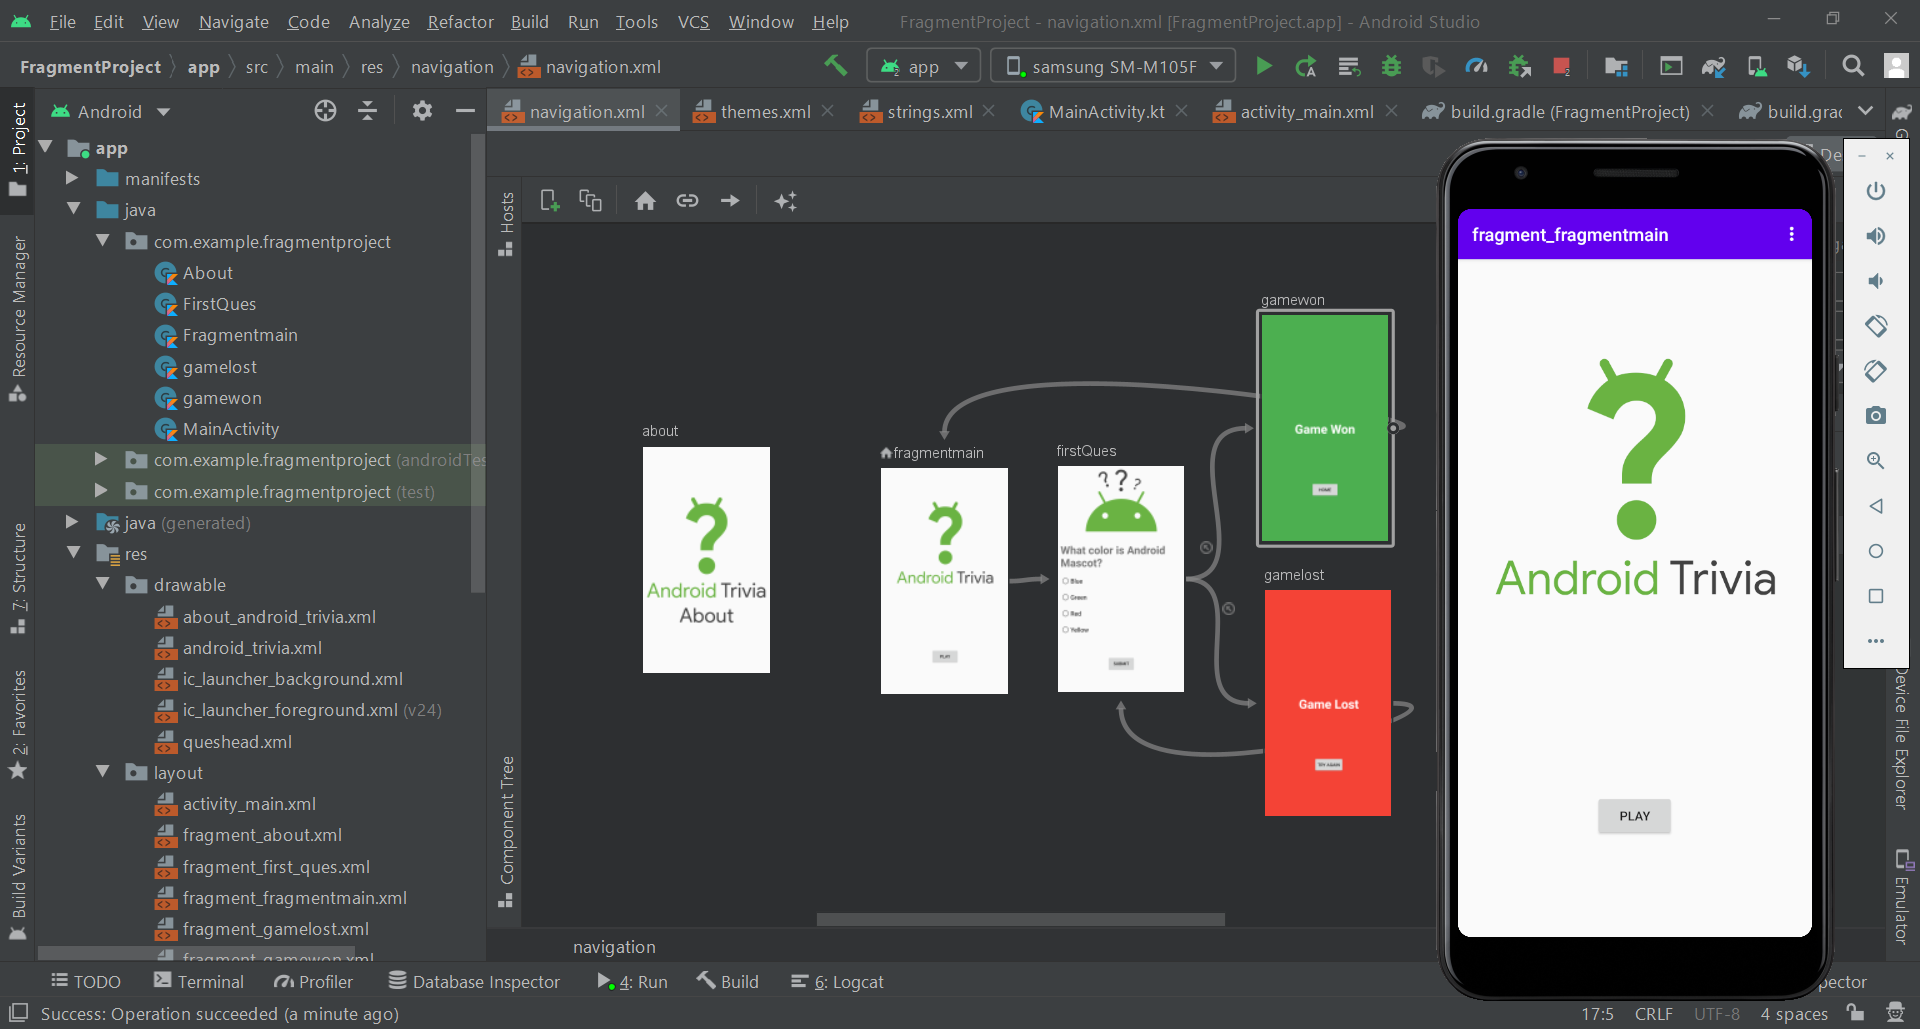 File Edit View Navigate Code Analyze Refactor Build Run Tools VCS Window Help FragmentProject - navigation.xml [FragmentProject.app] - Android Studio
FragmentProject app src main res navigation navigation.xml app samsung SM-M105F
Android navigation.xml themes.xml strings.xml MainActivity.kt activity_main.xml build.gradle (FragmentProject) build.grac
1: Project
Resource Manager
7: Structure
2: Favorites
Build Variants
app
manifests
java
com.example.fragmentproject
About
FirstQues
Fragmentmain
gamelost
gamewon
MainActivity
com.example.fragmentproject (androidTes
com.example.fragmentproject (test)
java (generated)
res
drawable
about_android_trivia.xml
android_trivia.xml
ic_launcher_background.xml
ic_launcher_foreground.xml (v24)
queshead.xml
layout
activity_main.xml
fragment_about.xml
fragment_first_ques.xml
fragment_fragmentmain.xml
fragment_gamelost.xml
fragment_gamewon.xml
Hosts
Component Tree
about
Android Trivia
About
fragmentmain
Android Trivia
PLAY
firstQues
What color is Android
Mascot?
Blue
Green
Red
Yellow
SUBMIT
gamewon
Game Won
HOME
gamelost
Game Lost
TRY AGAIN
navigation
De
fragment_fragmentmain
Android Trivia
PLAY
Device File Explorer
Emulator
TODO Terminal Profiler Database Inspector 4: Run Build 6: Logcat pector
Success: Operation succeeded (a minute ago) 17:5 CRLF UTF-8 4 spaces